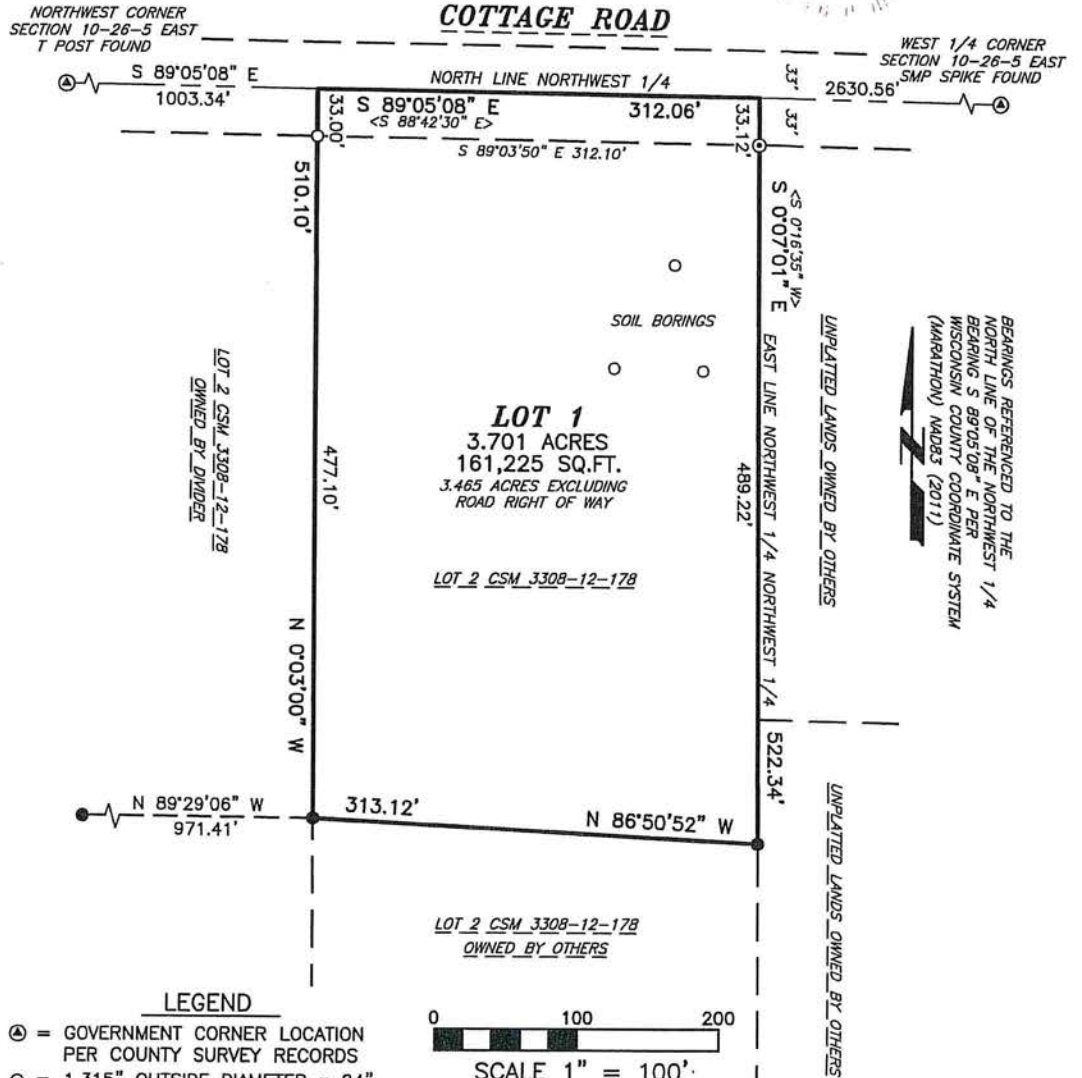 COTTAGE ROAD
NORTHWEST CORNER
SECTION 10-26-5 EAST
T POST FOUND
WEST 1/4 CORNER
SECTION 10-26-5 EAST
SMP SPIKE FOUND
S 89°05'08" E
1003.34'
NORTH LINE NORTHWEST 1/4
33'
33'
2630.56'
S 89°05'08" E
312.06'
<S 88°42'30" E>
33.00'
33.12'
S 89°03'50" E 312.10'
510.10'
S 0°07'01" E
<S 0°16'35" W>
SOIL BORINGS
EAST LINE NORTHWEST 1/4 NORTHWEST 1/4
UNPLATTED LANDS OWNED BY OTHERS
BEARINGS REFERENCED TO THE
NORTH LINE OF THE NORTHWEST 1/4
BEARING S 89°05'08" E PER
WISCONSIN COUNTY COORDINATE SYSTEM
(MARATHON) NAD83 (2011)
LOT 2 CSM 3308-12-178
OWNED BY DIVIDER
LOT 1
3.701 ACRES
161,225 SQ.FT.
3.465 ACRES EXCLUDING
ROAD RIGHT OF WAY
477.10'
489.22'
LOT 2 CSM 3308-12-178
N 0°03'00" W
522.34'
N 89°29'06" W
971.41'
313.12'
N 86°50'52" W
UNPLATTED LANDS OWNED BY OTHERS
LOT 2 CSM 3308-12-178
OWNED BY OTHERS
LEGEND
= GOVERNMENT CORNER LOCATION
PER COUNTY SURVEY RECORDS
= 1.315" OUTSIDE DIAMETER
0 100 200
SCALE 1" = 100'